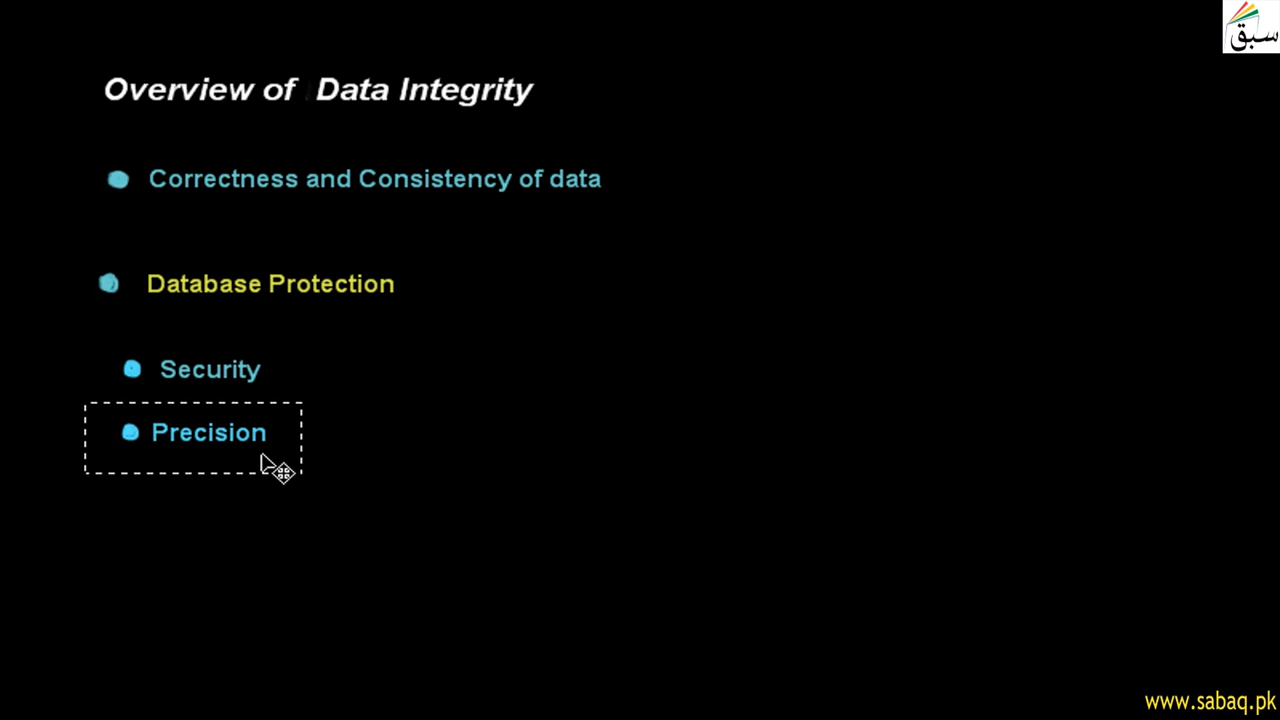 سبق
Overview of Data Integrity
Correctness and Consistency of data
Database Protection
Security
Precision
www.sabaq.pk